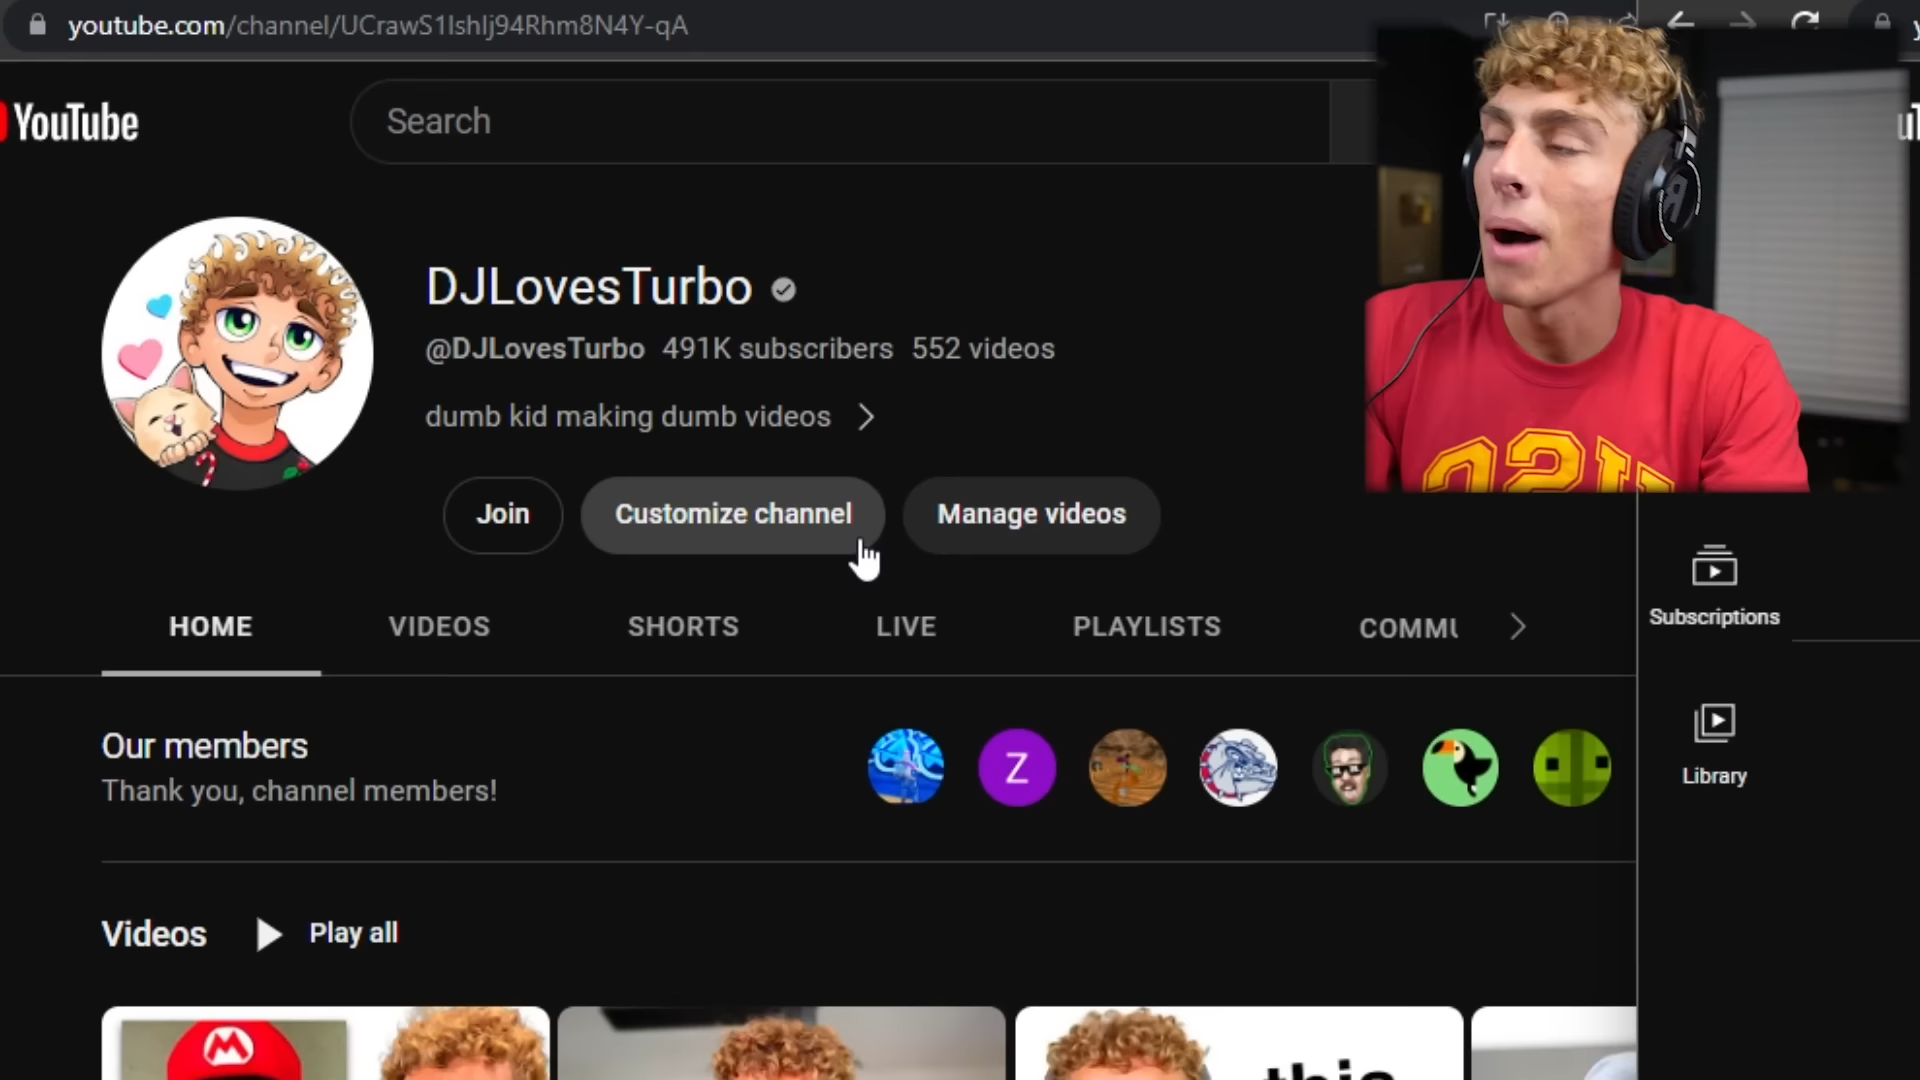 youtube.com/channel/UCrawS1lshlj94Rhm8N4Y-qA
YouTube
Search
DJLovesTurbo
@DJLovesTurbo 491K subscribers 552 videos
dumb kid making dumb videos
Join
Customize channel
Manage videos
HOME
VIDEOS
SHORTS
LIVE
PLAYLISTS
COMMU
Subscriptions
Library
Our members
Thank you, channel members!
Z
Videos
Play all
M
this